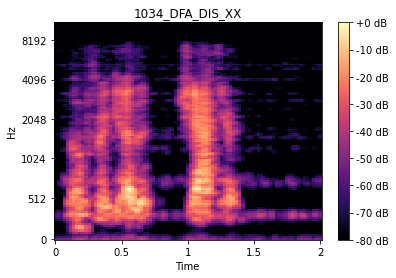 1034_DFA_DIS_XX
+0 dB
8192
-10 dB
4096
-20 dB
-30 dB
2048
Hz
-40 dB
1024
-50 dB
512
-60 dB
-70 dB
0
-80 dB
0 0.5 1 1.5 2
Time